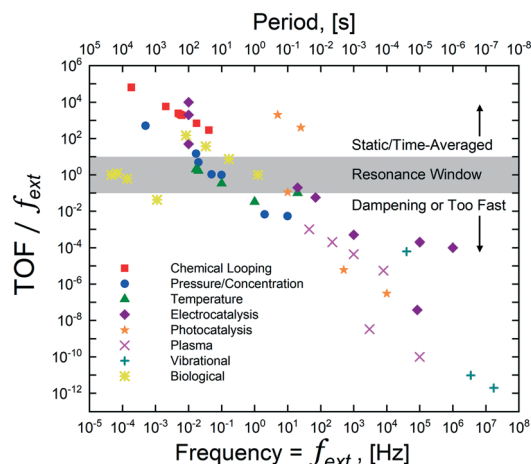 Period, [s]
10^5 10^4 10^3 10^2 10^1 10^0 10^-1 10^-2 10^-3 10^-4 10^-5 10^-6 10^-7 10^-8
10^6
10^4
10^2
10^0
10^-2
10^-4
10^-6
10^-8
10^-10
10^-12
TOF / f_ext
Static/Time-Averaged
Resonance Window
Dampening or Too Fast
Chemical Looping
Pressure/Concentration
Temperature
Electrocatalysis
Photocatalysis
Plasma
Vibrational
Biological
10^-5 10^-4 10^-3 10^-2 10^-1 10^0 10^1 10^2 10^3 10^4 10^5 10^6 10^7 10^8
Frequency = f_ext, [Hz]